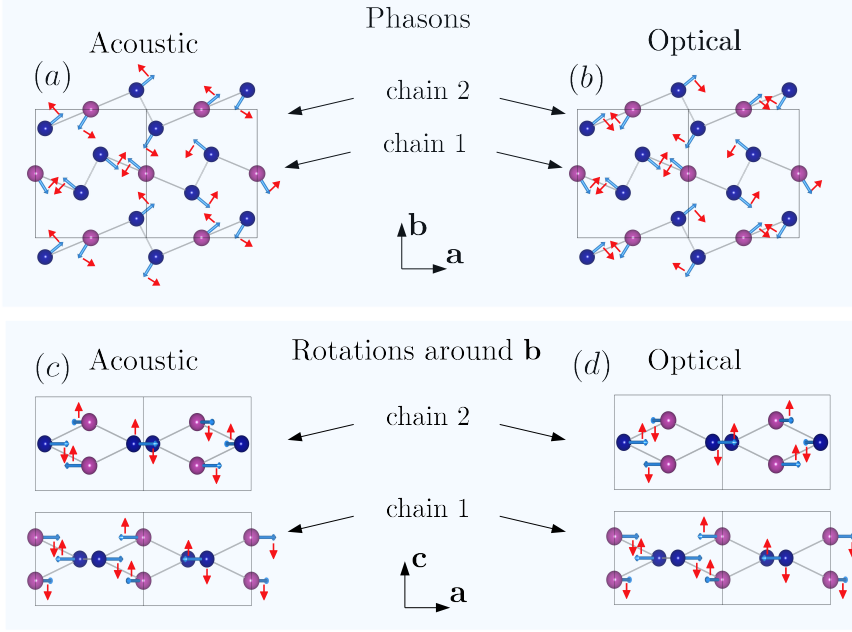 Phasons
Acoustic
Optical
(a)
(b)
chain 2
chain 1
b
a
Rotations around b
(c)
Acoustic
(d)
Optical
chain 2
chain 1
c
a